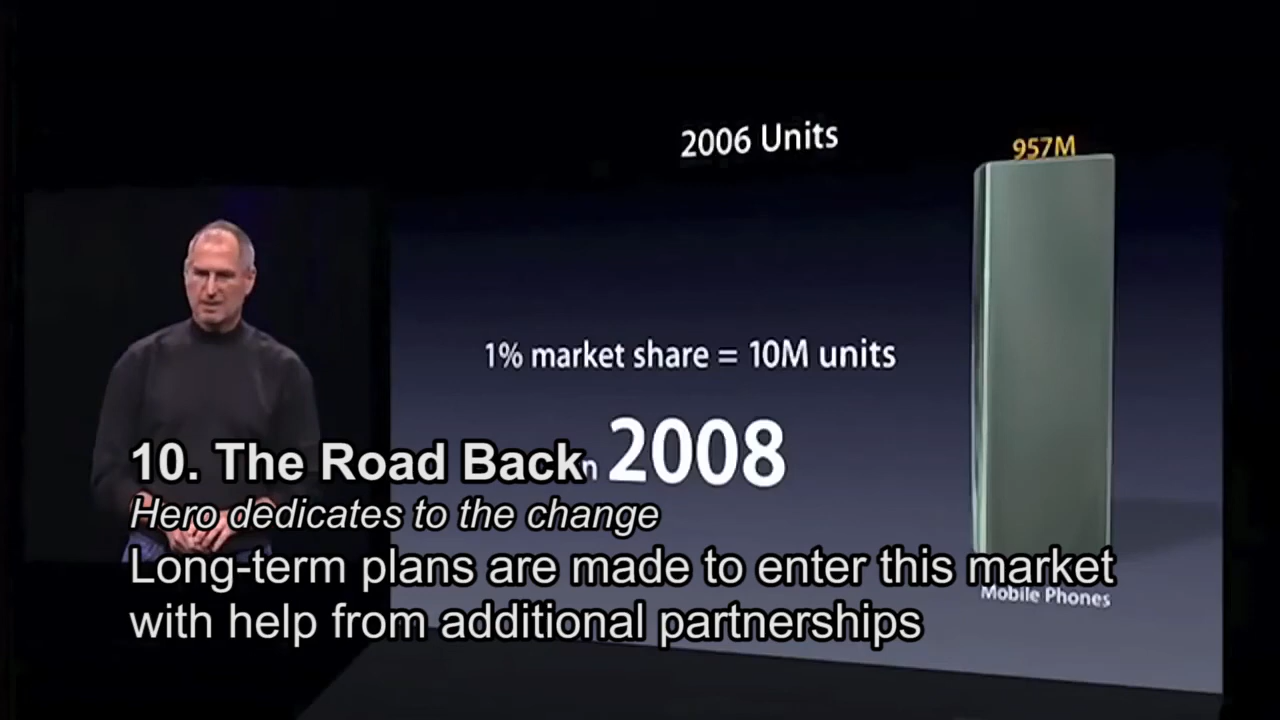 2006 Units
957M
1% market share = 10M units
2008
10. The Road Back
Hero dedicates to the change
Long-term plans are made to enter this market
with help from additional partnerships
Mobile Phones